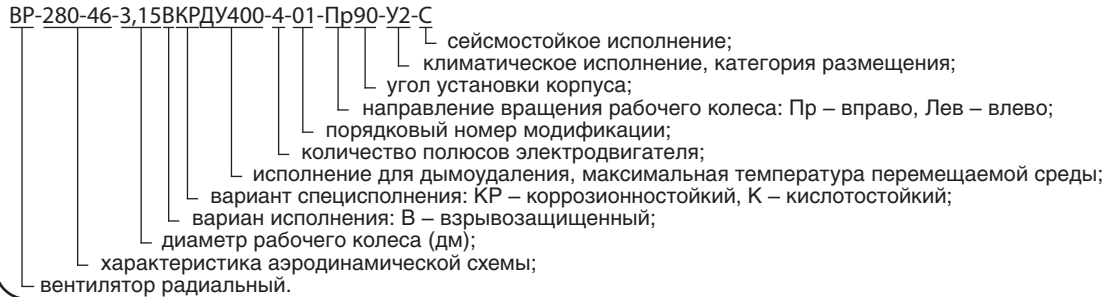 ВР-280-46-3,15ВКРДУ400-4-01-Пр90-У2-С
сейсмостойкое исполнение;
климатическое исполнение, категория размещения;
угол установки корпуса;
направление вращения рабочего колеса: Пр – вправо, Лев – влево;
порядковый номер модификации;
количество полюсов электродвигателя;
исполнение для дымоудаления, максимальная температура перемещаемой среды;
вариант специсполнения: КР – коррозионностойкий, К – кислотостойкий;
вариан исполнения: В – взрывозащищенный;
диаметр рабочего колеса (дм);
характеристика аэродинамической схемы;
вентилятор радиальный.